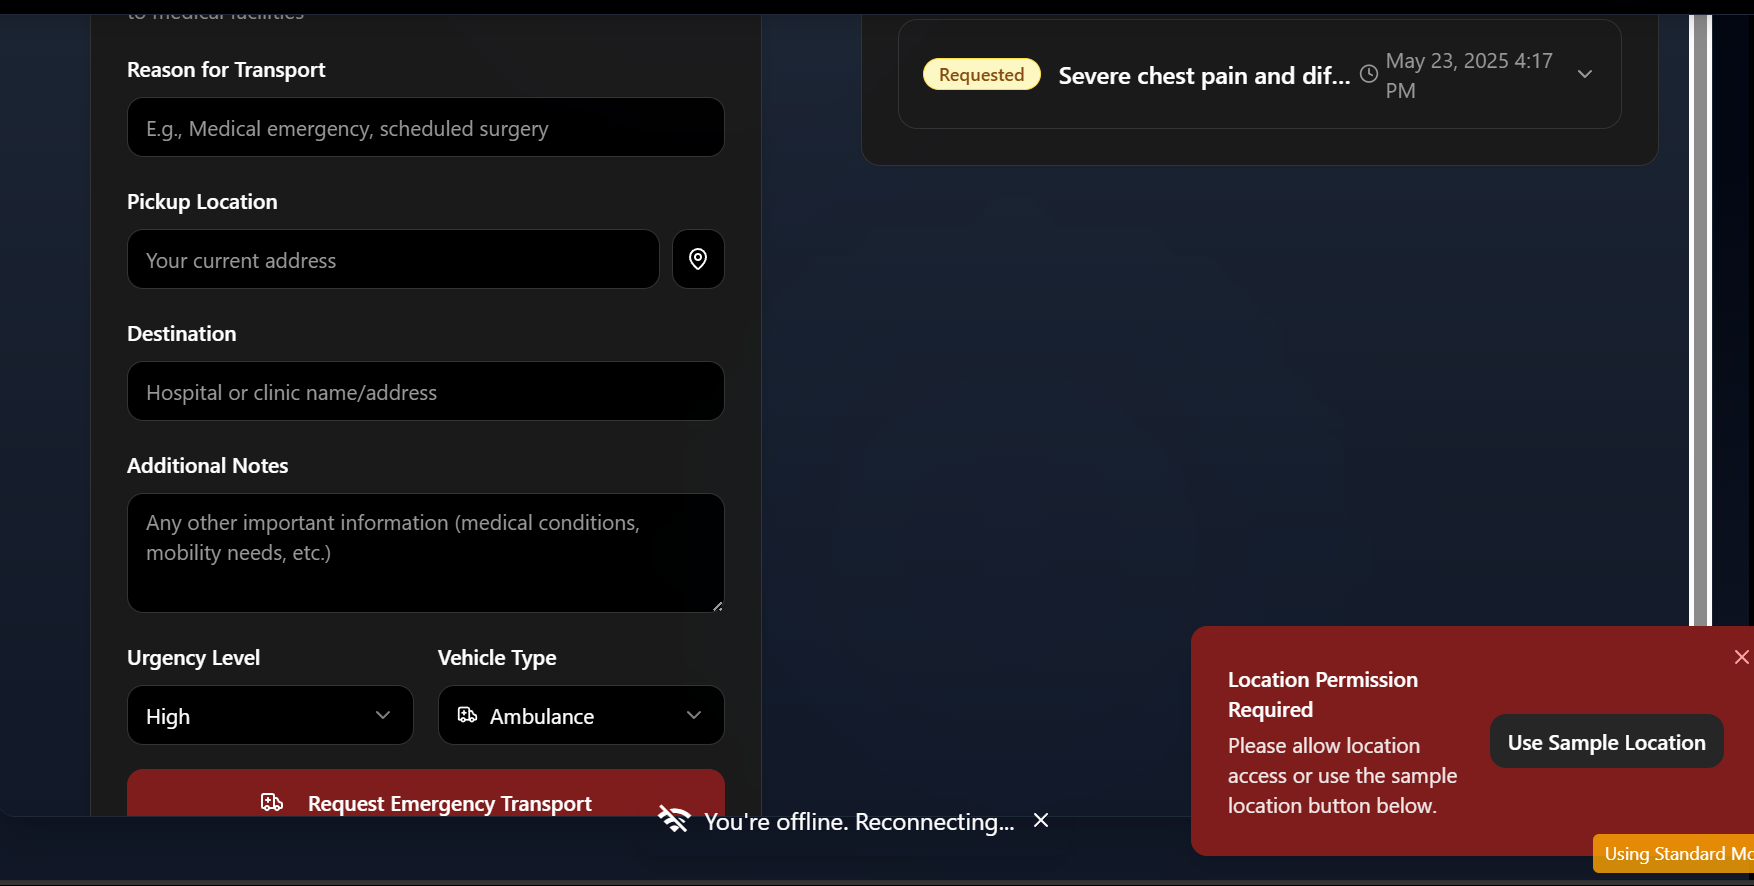 to medical facilities
Reason for Transport
E.g., Medical emergency, scheduled surgery
Pickup Location
Your current address
Destination
Hospital or clinic name/address
Additional Notes
Any other important information (medical conditions,
mobility needs, etc.)
Urgency Level
Vehicle Type
High
Ambulance
Request Emergency Transport
Requested
Severe chest pain and dif...
May 23, 2025 4:17
PM
Location Permission
Required
Please allow location
access or use the sample
location button below.
Use Sample Location
You're offline. Reconnecting...
Using Standard Mo